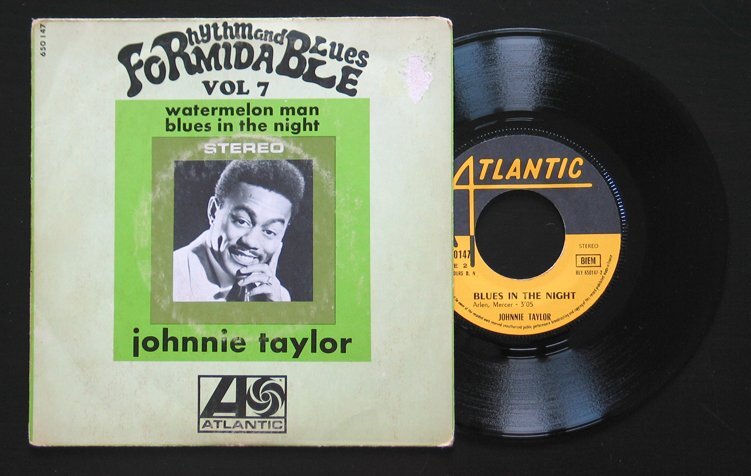 650 147
Rhythm and Blues
FORMIDABLE
VOL 7
watermelon man
blues in the night
STEREO
johnnie taylor
ATLANTIC
ATLANTIC
STEREO
BIEM
BLUES IN THE NIGHT
Arlen, Mercer - 3'05
JOHNNIE TAYLOR